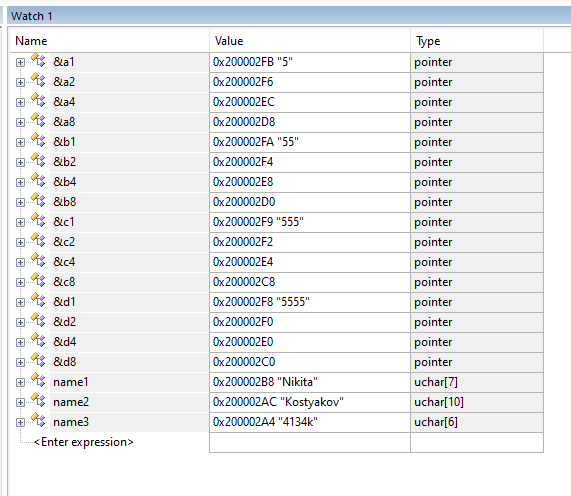 Watch 1
Name Value Type
&a1 0x200002FB "5" pointer
&a2 0x200002F6 pointer
&a4 0x200002EC pointer
&a8 0x200002D8 pointer
&b1 0x200002FA "55" pointer
&b2 0x200002F4 pointer
&b4 0x200002E8 pointer
&b8 0x200002D0 pointer
&c1 0x200002F9 "555" pointer
&c2 0x200002F2 pointer
&c4 0x200002E4 pointer
&c8 0x200002C8 pointer
&d1 0x200002F8 "5555" pointer
&d2 0x200002F0 pointer
&d4 0x200002E0 pointer
&d8 0x200002C0 pointer
name1 0x200002B8 "Nikita" uchar[7]
name2 0x200002AC "Kostyakov" uchar[10]
name3 0x200002A4 "4134k" uchar[6]
<Enter expression>